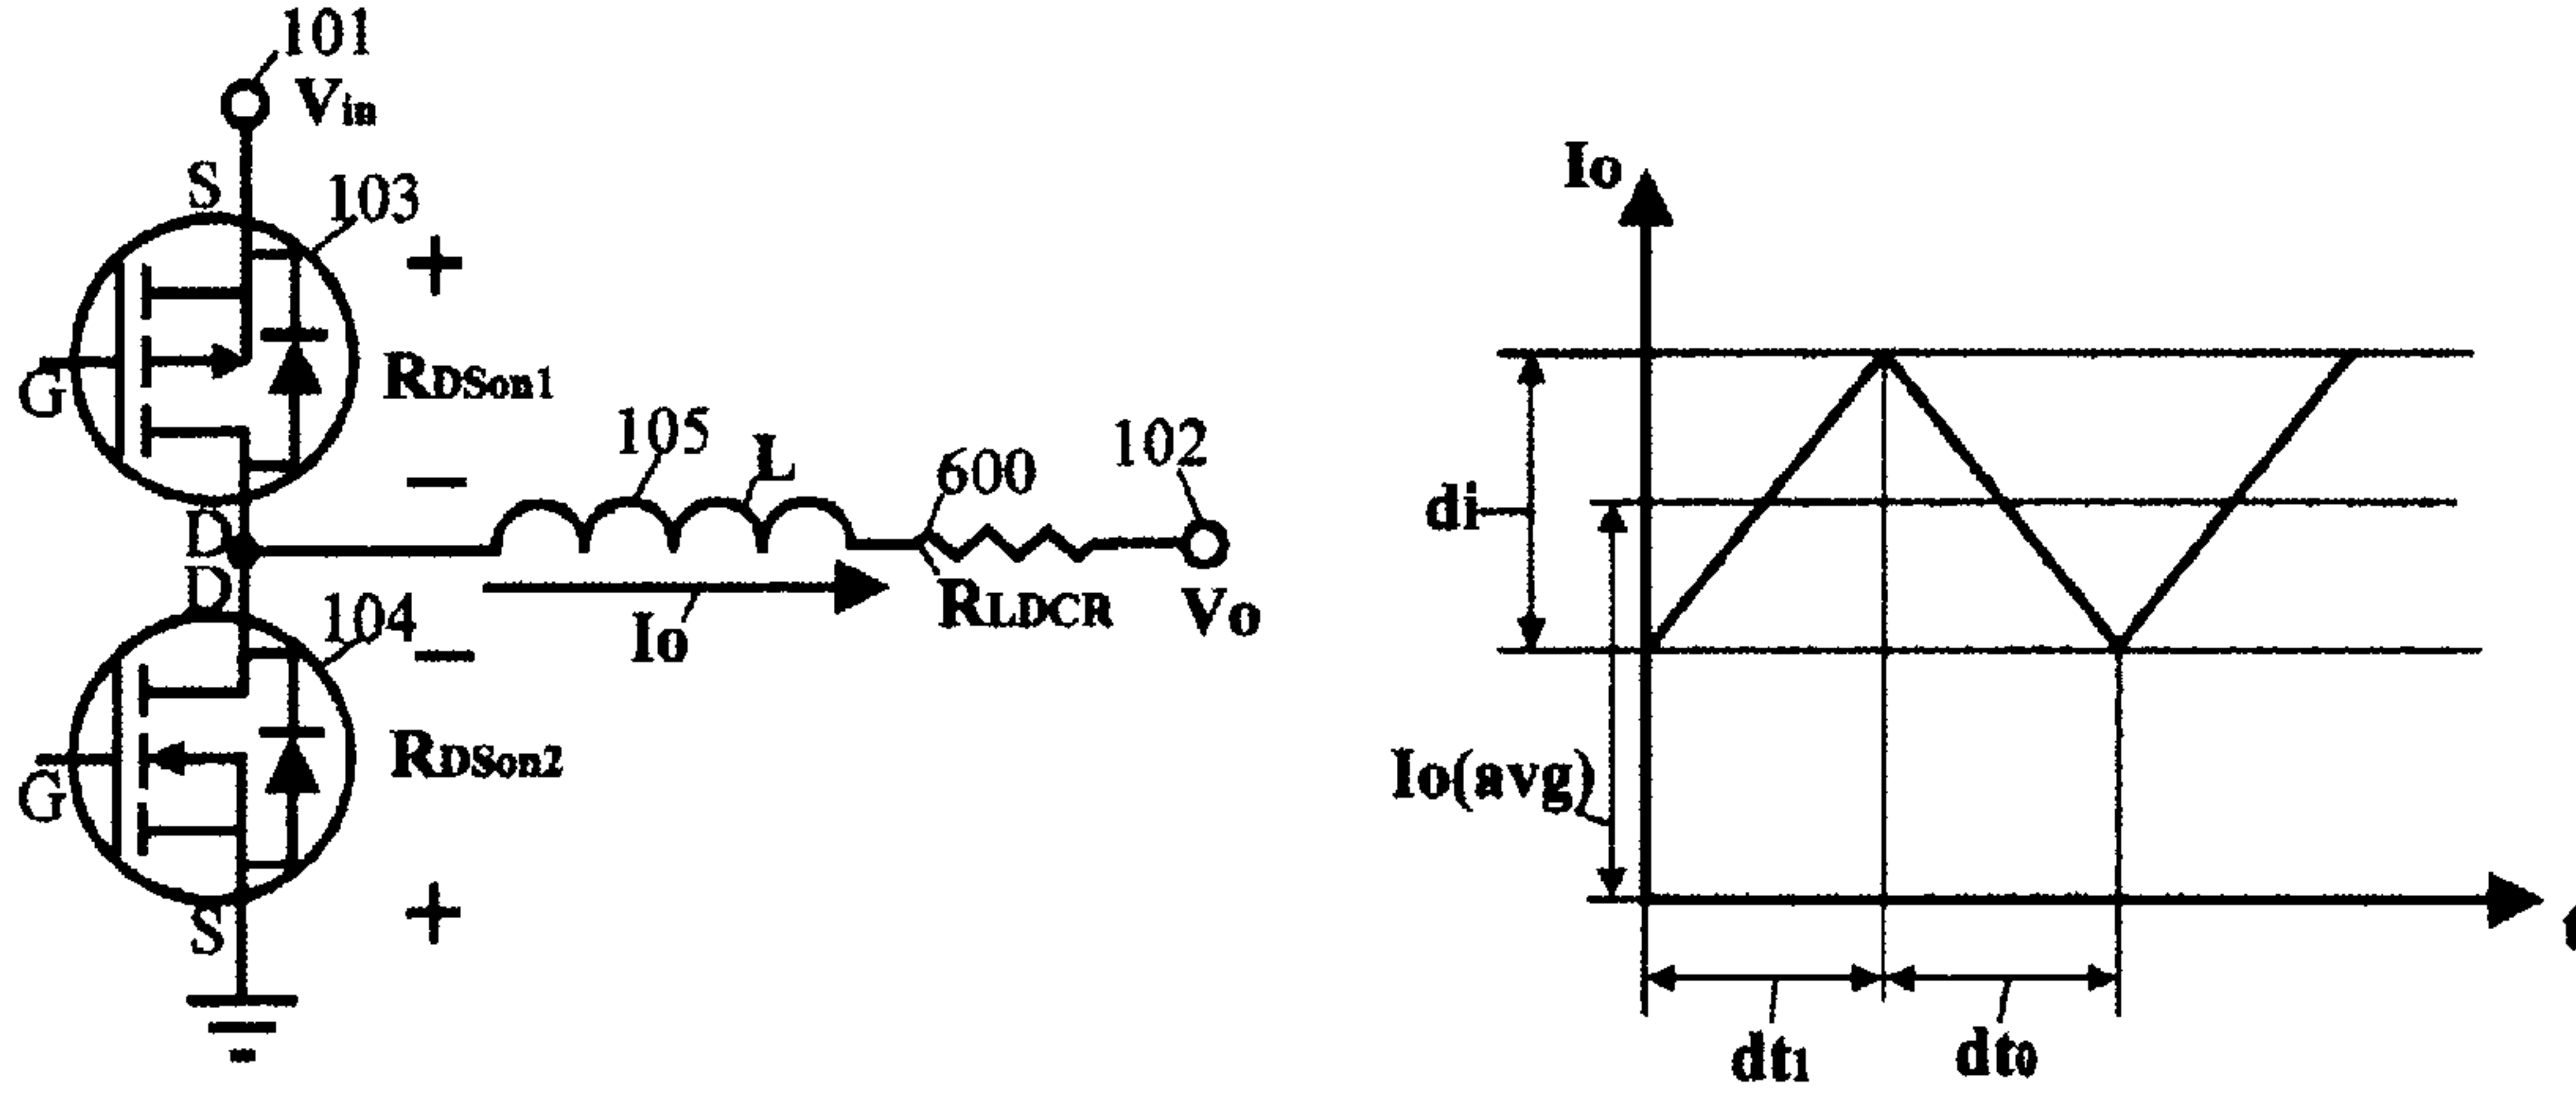 101
Vin
S
103
+
G
RDSon1
−
D
D
105
L
600
102
Io
RLDCR
Vo
104
−
G
RDSon2
+
S
Io
di
Io(avg)
dt1
dt0